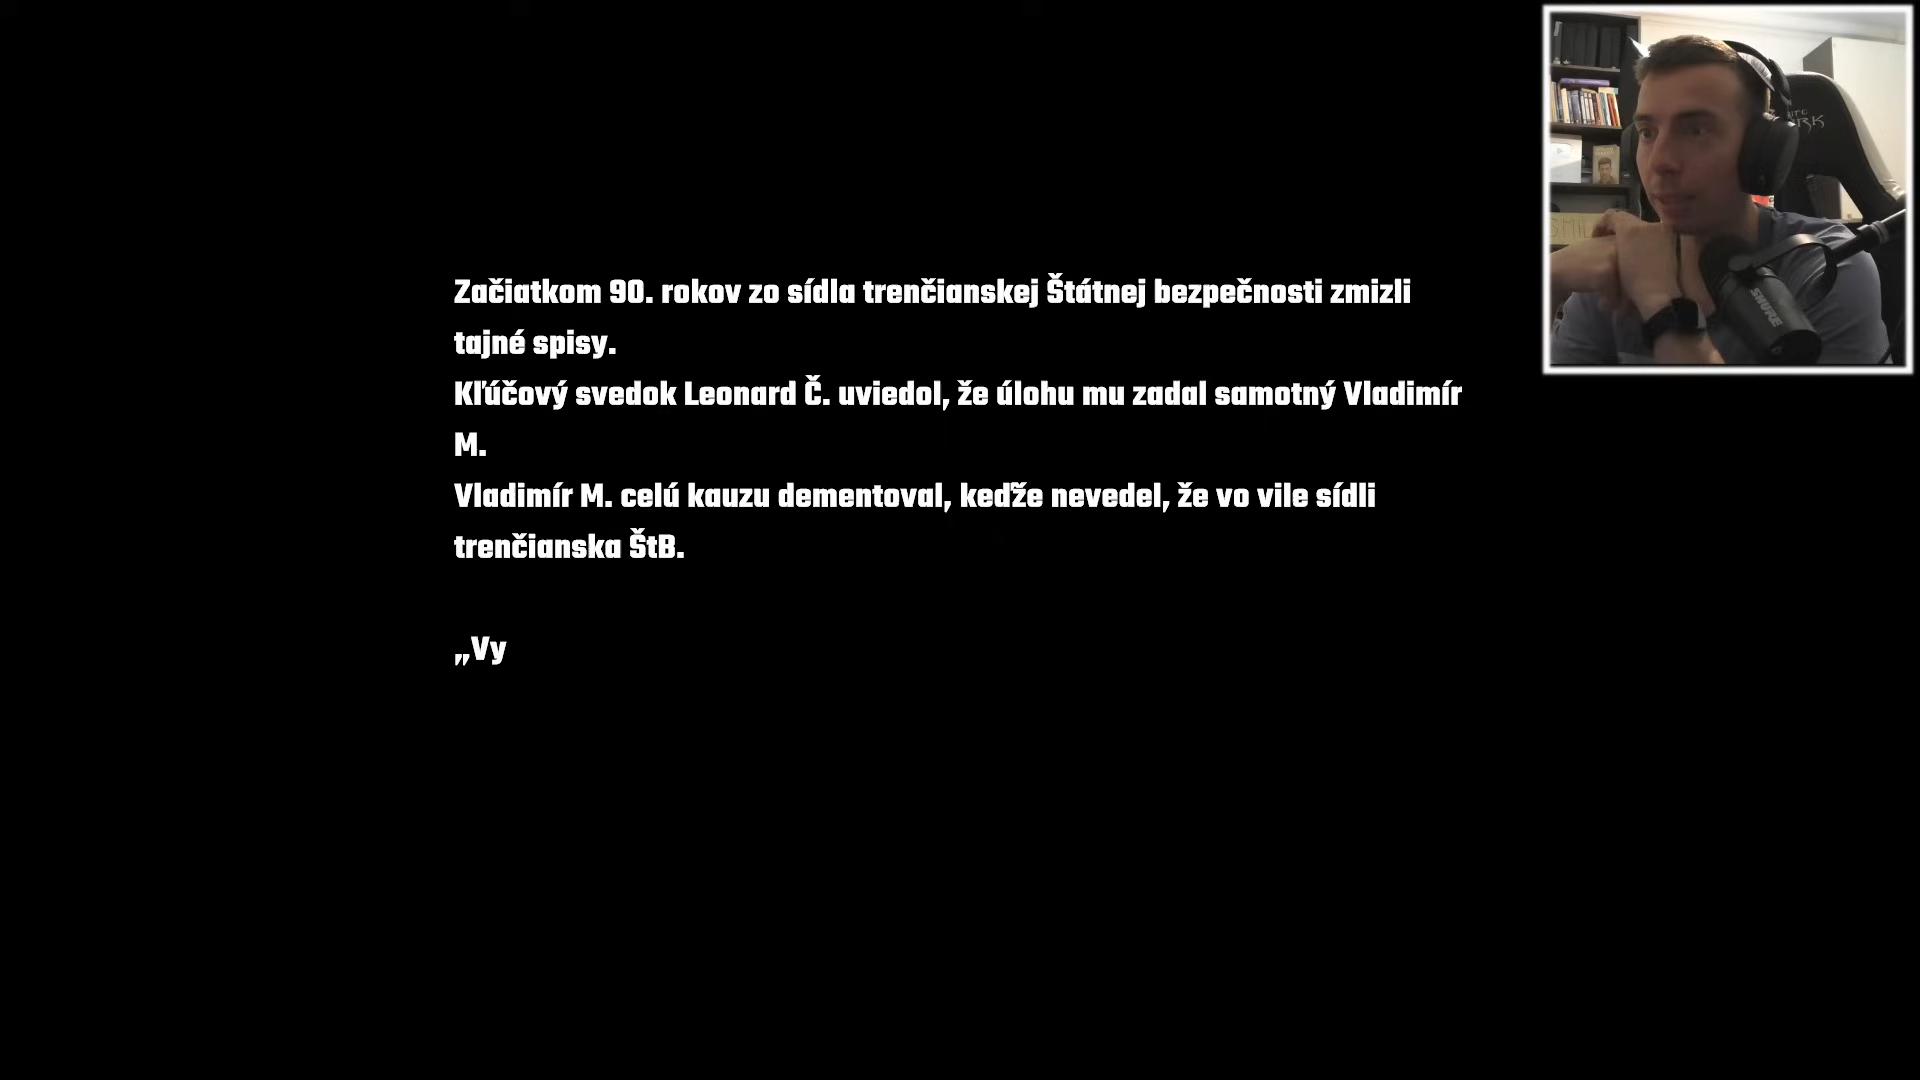 Začiatkom 90. rokov zo sídla trenčianskej Štátnej bezpečnosti zmizli
tajné spisy.
Kľúčový svedok Leonard Č. uviedol, že úlohu mu zadal samotný Vladimír
M.
Vladimír M. celú kauzu dementoval, keďže nevedel, že vo vile sídli
trenčianska ŠtB.
„Vy
SHURE